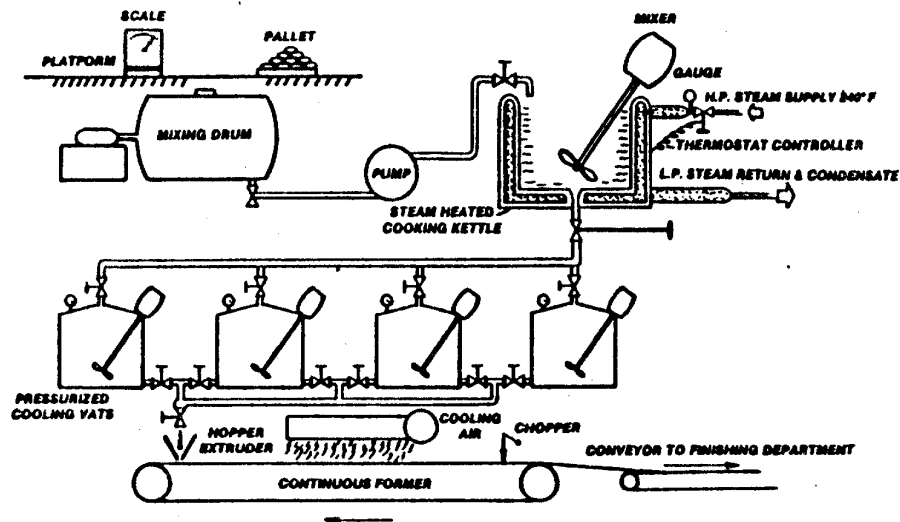 SCALE
PLATFORM
PALLET
MIXER
GAUGE
H.P. STEAM SUPPLY 240° F
MIXING DRUM
THERMOSTAT CONTROLLER
PUMP
L.P. STEAM RETURN & CONDENSATE
STEAM HEATED
COOKING KETTLE
PRESSURIZED
COOLING VATS
HOPPER
EXTRUDER
COOLING
AIR
CHOPPER
CONVEYOR TO FINISHING DEPARTMENT
CONTINUOUS FORMER